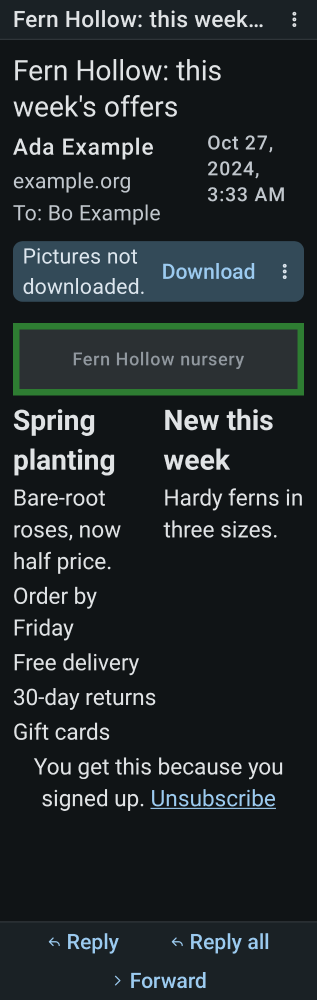 Fern Hollow: this week…
Fern Hollow: this
week's offers
Ada Example
example.org
To: Bo Example
Oct 27,
2024,
3:33 AM
Pictures not
downloaded.
Download
Fern Hollow nursery
Spring
planting
Bare-root
roses, now
half price.
Order by
Friday
Free delivery
30-day returns
Gift cards
New this
week
Hardy ferns in
three sizes.
You get this because you
signed up. Unsubscribe
Reply
Reply all
Forward